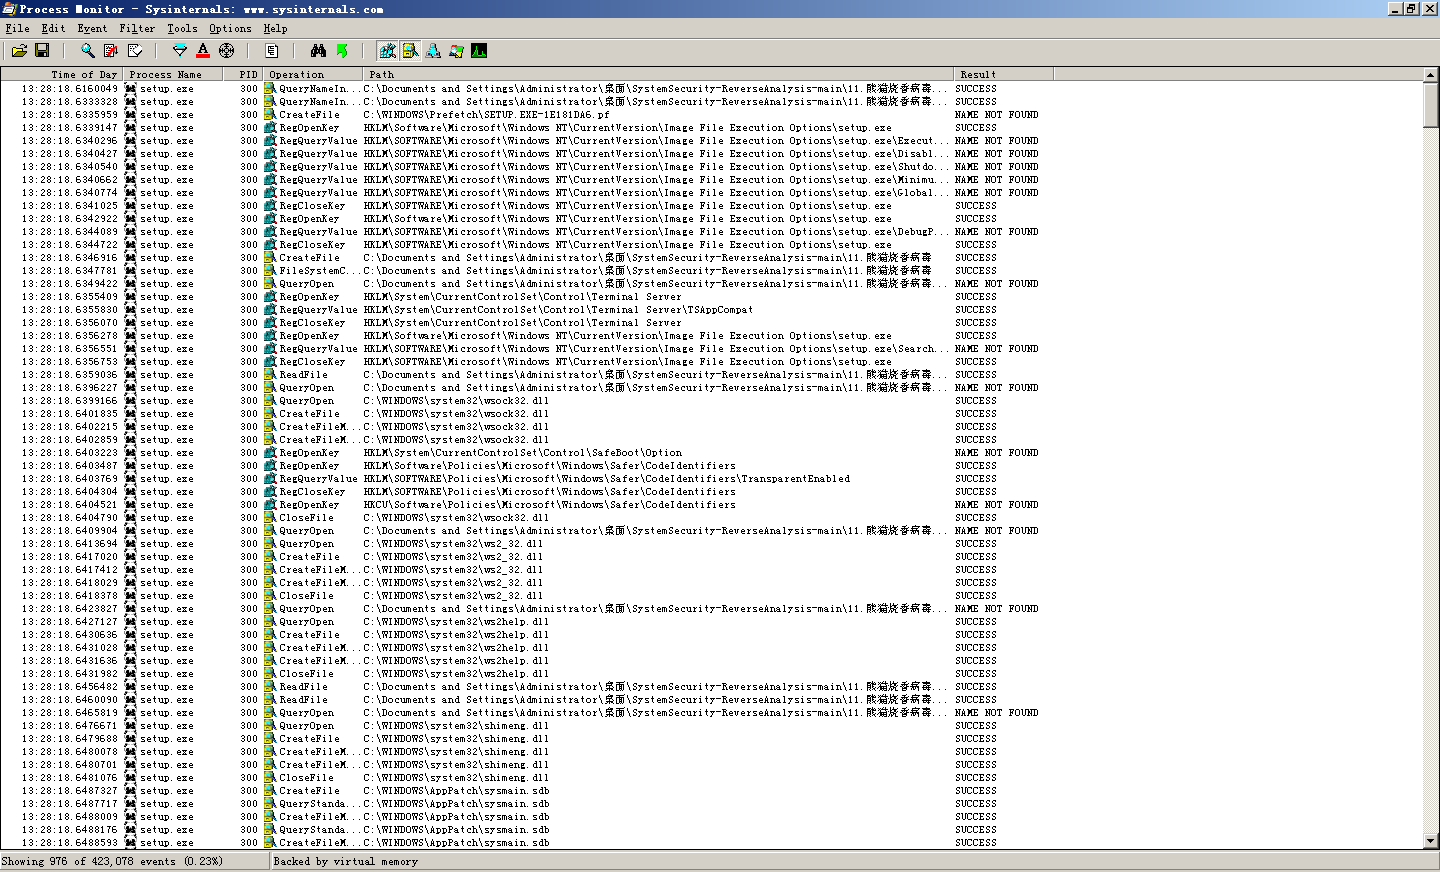 Process Monitor - Sysinternals: www.sysinternals.com
File Edit Event Filter Tools Options Help
Time of Day Process Name PID Operation Path Result
13:28:18.6160049 setup.exe 300 QueryNameIn... C:\Documents and Settings\Administrator\桌面\SystemSecurity-ReverseAnalysis-main\11.熊猫烧香病毒... SUCCESS
13:28:18.6333328 setup.exe 300 QueryNameIn... C:\Documents and Settings\Administrator\桌面\SystemSecurity-ReverseAnalysis-main\11.熊猫烧香病毒... SUCCESS
13:28:18.6335959 setup.exe 300 CreateFile C:\WINDOWS\Prefetch\SETUP.EXE-1E181DA6.pf NAME NOT FOUND
13:28:18.6339147 setup.exe 300 RegOpenKey HKLM\Software\Microsoft\Windows NT\CurrentVersion\Image File Execution Options\setup.exe SUCCESS
13:28:18.6340296 setup.exe 300 RegQueryValue HKLM\SOFTWARE\Microsoft\Windows NT\CurrentVersion\Image File Execution Options\setup.exe\Execut... NAME NOT FOUND
13:28:18.6340427 setup.exe 300 RegQueryValue HKLM\SOFTWARE\Microsoft\Windows NT\CurrentVersion\Image File Execution Options\setup.exe\Disabl... NAME NOT FOUND
13:28:18.6340540 setup.exe 300 RegQueryValue HKLM\SOFTWARE\Microsoft\Windows NT\CurrentVersion\Image File Execution Options\setup.exe\Shutdo... NAME NOT FOUND
13:28:18.6340662 setup.exe 300 RegQueryValue HKLM\SOFTWARE\Microsoft\Windows NT\CurrentVersion\Image File Execution Options\setup.exe\Minimu... NAME NOT FOUND
13:28:18.6340774 setup.exe 300 RegQueryValue HKLM\SOFTWARE\Microsoft\Windows NT\CurrentVersion\Image File Execution Options\setup.exe\Global... NAME NOT FOUND
13:28:18.6341025 setup.exe 300 RegCloseKey HKLM\SOFTWARE\Microsoft\Windows NT\CurrentVersion\Image File Execution Options\setup.exe SUCCESS
13:28:18.6342922 setup.exe 300 RegOpenKey HKLM\Software\Microsoft\Windows NT\CurrentVersion\Image File Execution Options\setup.exe SUCCESS
13:28:18.6344089 setup.exe 300 RegQueryValue HKLM\SOFTWARE\Microsoft\Windows NT\CurrentVersion\Image File Execution Options\setup.exe\DebugP... NAME NOT FOUND
13:28:18.6344722 setup.exe 300 RegCloseKey HKLM\SOFTWARE\Microsoft\Windows NT\CurrentVersion\Image File Execution Options\setup.exe SUCCESS
13:28:18.6346916 setup.exe 300 CreateFile C:\Documents and Settings\Administrator\桌面\SystemSecurity-ReverseAnalysis-main\11.熊猫烧香病毒 SUCCESS
13:28:18.6347781 setup.exe 300 FileSystemC... C:\Documents and Settings\Administrator\桌面\SystemSecurity-ReverseAnalysis-main\11.熊猫烧香病毒 SUCCESS
13:28:18.6349422 setup.exe 300 QueryOpen C:\Documents and Settings\Administrator\桌面\SystemSecurity-ReverseAnalysis-main\11.熊猫烧香病毒... NAME NOT FOUND
13:28:18.6355409 setup.exe 300 RegOpenKey HKLM\System\CurrentControlSet\Control\Terminal Server SUCCESS
13:28:18.6355830 setup.exe 300 RegQueryValue HKLM\System\CurrentControlSet\Control\Terminal Server\TSAppCompat SUCCESS
13:28:18.6356070 setup.exe 300 RegCloseKey HKLM\System\CurrentControlSet\Control\Terminal Server SUCCESS
13:28:18.6356278 setup.exe 300 RegOpenKey HKLM\Software\Microsoft\Windows NT\CurrentVersion\Image File Execution Options\setup.exe SUCCESS
13:28:18.6356551 setup.exe 300 RegQueryValue HKLM\SOFTWARE\Microsoft\Windows NT\CurrentVersion\Image File Execution Options\setup.exe\Search... NAME NOT FOUND
13:28:18.6356753 setup.exe 300 RegCloseKey HKLM\SOFTWARE\Microsoft\Windows NT\CurrentVersion\Image File Execution Options\setup.exe SUCCESS
13:28:18.6359036 setup.exe 300 ReadFile C:\Documents and Settings\Administrator\桌面\SystemSecurity-ReverseAnalysis-main\11.熊猫烧香病毒... SUCCESS
13:28:18.6396227 setup.exe 300 QueryOpen C:\Documents and Settings\Administrator\桌面\SystemSecurity-ReverseAnalysis-main\11.熊猫烧香病毒... NAME NOT FOUND
13:28:18.6399166 setup.exe 300 QueryOpen C:\WINDOWS\system32\wsock32.dll SUCCESS
13:28:18.6401835 setup.exe 300 CreateFile C:\WINDOWS\system32\wsock32.dll SUCCESS
13:28:18.6402215 setup.exe 300 CreateFileM... C:\WINDOWS\system32\wsock32.dll SUCCESS
13:28:18.6402859 setup.exe 300 CreateFileM... C:\WINDOWS\system32\wsock32.dll SUCCESS
13:28:18.6403223 setup.exe 300 RegOpenKey HKLM\System\CurrentControlSet\Control\SafeBoot\Option NAME NOT FOUND
13:28:18.6403487 setup.exe 300 RegOpenKey HKLM\Software\Policies\Microsoft\Windows\Safer\CodeIdentifiers SUCCESS
13:28:18.6403769 setup.exe 300 RegQueryValue HKLM\SOFTWARE\Policies\Microsoft\Windows\Safer\CodeIdentifiers\TransparentEnabled SUCCESS
13:28:18.6404304 setup.exe 300 RegCloseKey HKLM\SOFTWARE\Policies\Microsoft\Windows\Safer\CodeIdentifiers SUCCESS
13:28:18.6404521 setup.exe 300 RegOpenKey HKCU\Software\Policies\Microsoft\Windows\Safer\CodeIdentifiers NAME NOT FOUND
13:28:18.6404790 setup.exe 300 CloseFile C:\WINDOWS\system32\wsock32.dll SUCCESS
13:28:18.6409904 setup.exe 300 QueryOpen C:\Documents and Settings\Administrator\桌面\SystemSecurity-ReverseAnalysis-main\11.熊猫烧香病毒... NAME NOT FOUND
13:28:18.6413694 setup.exe 300 QueryOpen C:\WINDOWS\system32\ws2_32.dll SUCCESS
13:28:18.6417020 setup.exe 300 CreateFile C:\WINDOWS\system32\ws2_32.dll SUCCESS
13:28:18.6417412 setup.exe 300 CreateFileM... C:\WINDOWS\system32\ws2_32.dll SUCCESS
13:28:18.6418029 setup.exe 300 CreateFileM... C:\WINDOWS\system32\ws2_32.dll SUCCESS
13:28:18.6418378 setup.exe 300 CloseFile C:\WINDOWS\system32\ws2_32.dll SUCCESS
13:28:18.6423827 setup.exe 300 QueryOpen C:\Documents and Settings\Administrator\桌面\SystemSecurity-ReverseAnalysis-main\11.熊猫烧香病毒... NAME NOT FOUND
13:28:18.6427127 setup.exe 300 QueryOpen C:\WINDOWS\system32\ws2help.dll SUCCESS
13:28:18.6430636 setup.exe 300 CreateFile C:\WINDOWS\system32\ws2help.dll SUCCESS
13:28:18.6431028 setup.exe 300 CreateFileM... C:\WINDOWS\system32\ws2help.dll SUCCESS
13:28:18.6431636 setup.exe 300 CreateFileM... C:\WINDOWS\system32\ws2help.dll SUCCESS
13:28:18.6431982 setup.exe 300 CloseFile C:\WINDOWS\system32\ws2help.dll SUCCESS
13:28:18.6456482 setup.exe 300 ReadFile C:\Documents and Settings\Administrator\桌面\SystemSecurity-ReverseAnalysis-main\11.熊猫烧香病毒... SUCCESS
13:28:18.6460090 setup.exe 300 ReadFile C:\Documents and Settings\Administrator\桌面\SystemSecurity-ReverseAnalysis-main\11.熊猫烧香病毒... SUCCESS
13:28:18.6465819 setup.exe 300 QueryOpen C:\Documents and Settings\Administrator\桌面\SystemSecurity-ReverseAnalysis-main\11.熊猫烧香病毒... NAME NOT FOUND
13:28:18.6476671 setup.exe 300 QueryOpen C:\WINDOWS\system32\shimeng.dll SUCCESS
13:28:18.6479688 setup.exe 300 CreateFile C:\WINDOWS\system32\shimeng.dll SUCCESS
13:28:18.6480078 setup.exe 300 CreateFileM... C:\WINDOWS\system32\shimeng.dll SUCCESS
13:28:18.6480701 setup.exe 300 CreateFileM... C:\WINDOWS\system32\shimeng.dll SUCCESS
13:28:18.6481076 setup.exe 300 CloseFile C:\WINDOWS\system32\shimeng.dll SUCCESS
13:28:18.6487327 setup.exe 300 CreateFile C:\WINDOWS\AppPatch\sysmain.sdb SUCCESS
13:28:18.6487717 setup.exe 300 QueryStanda... C:\WINDOWS\AppPatch\sysmain.sdb SUCCESS
13:28:18.6488009 setup.exe 300 CreateFileM... C:\WINDOWS\AppPatch\sysmain.sdb SUCCESS
13:28:18.6488176 setup.exe 300 QueryStanda... C:\WINDOWS\AppPatch\sysmain.sdb SUCCESS
13:28:18.6488593 setup.exe 300 CreateFileM... C:\WINDOWS\AppPatch\sysmain.sdb SUCCESS
Showing 976 of 423,078 events (0.23%) Backed by virtual memory